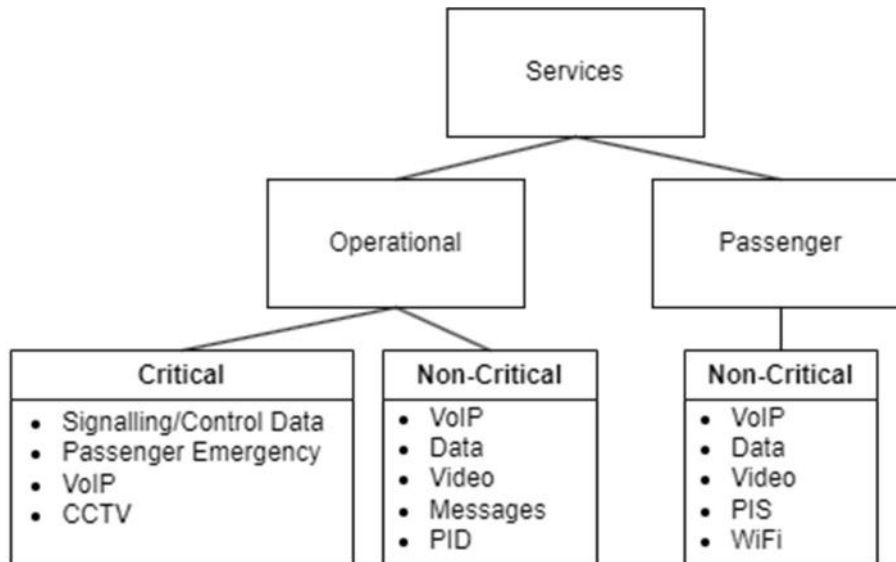 Services
Operational
Passenger
Critical
• Signalling/Control Data
• Passenger Emergency
• VoIP
• CCTV
Non-Critical
• VoIP
• Data
• Video
• Messages
• PID
Non-Critical
• VoIP
• Data
• Video
• PIS
• WiFi